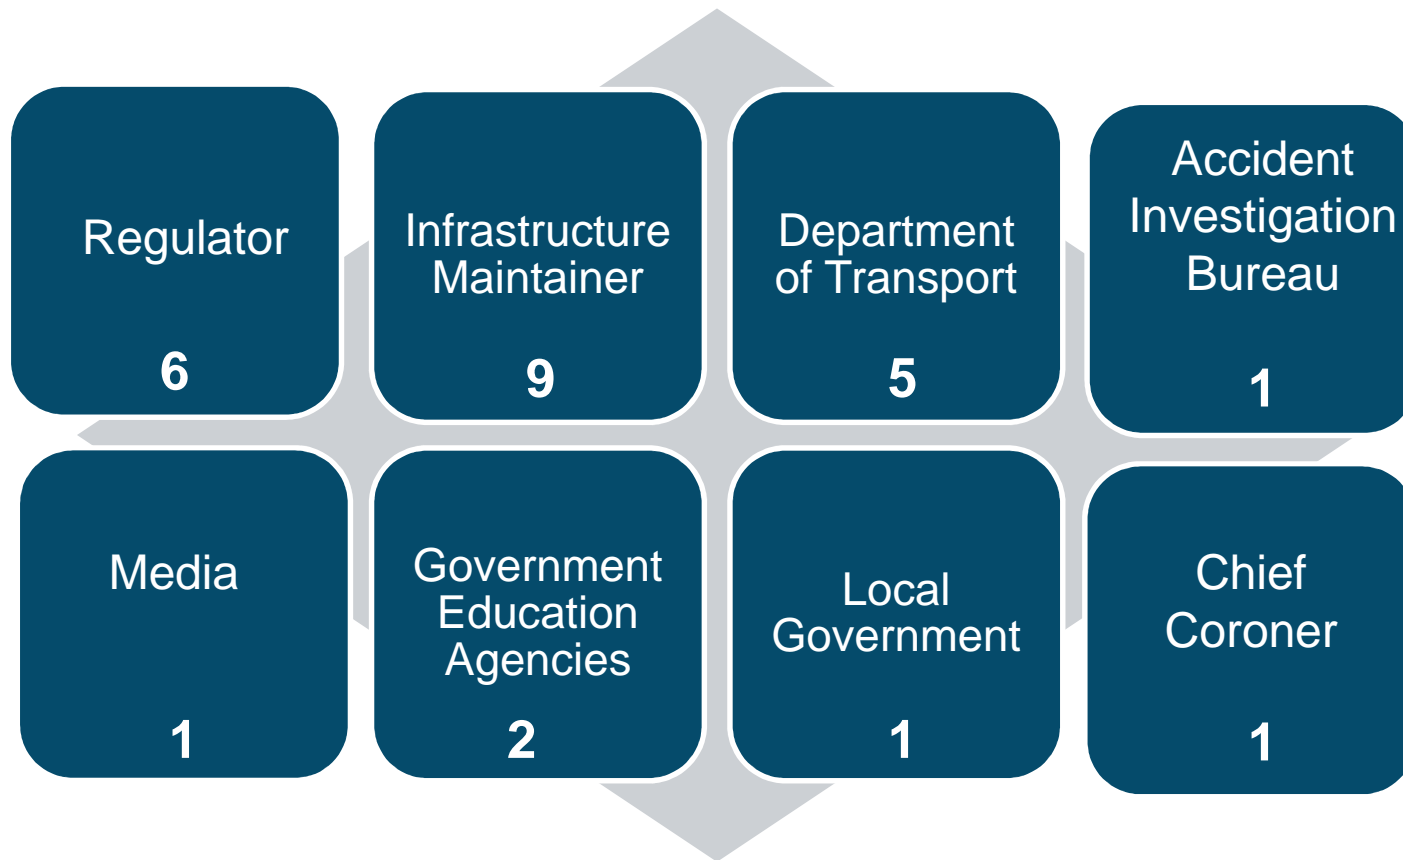 Regulator
6
Infrastructure
Maintainer
9
Department
of Transport
5
Accident
Investigation
Bureau
1
Media
1
Government
Education
Agencies
2
Local
Government
1
Chief
Coroner
1